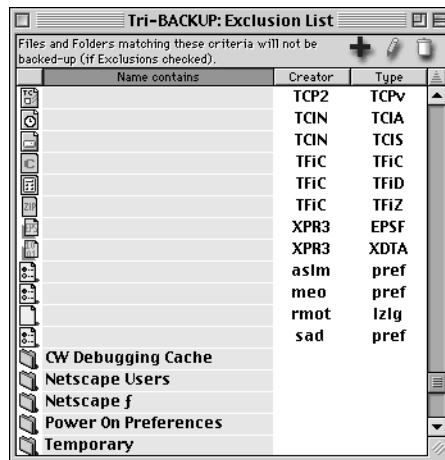 Tri-BACKUP: Exclusion List
Files and Folders matching these criteria will not be
backed-up (if Exclusions checked).
Name contains Creator Type
TCP2 TCPv
TCIN TCIA
TCIN TCIS
TFiC TFiC
TFiC TFiD
ZIP TFiC TFiZ
EPS XPR3 EPSF
XPR3 XDTA
aslm pref
meo pref
rmot lzlg
sad pref
CW Debugging Cache
Netscape Users
Netscape ƒ
Power On Preferences
Temporary